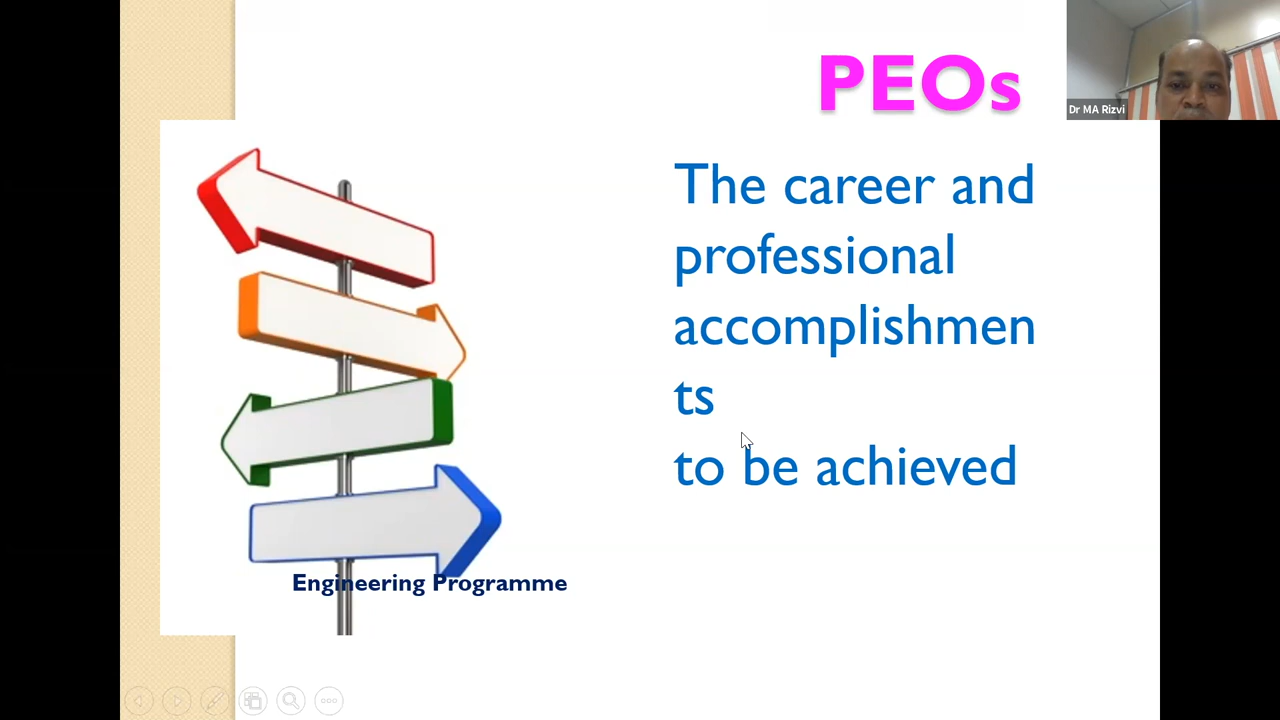 PEOs
Dr MA Rizvi
The career and
professional
accomplishmen
ts
to be achieved
Engineering Programme